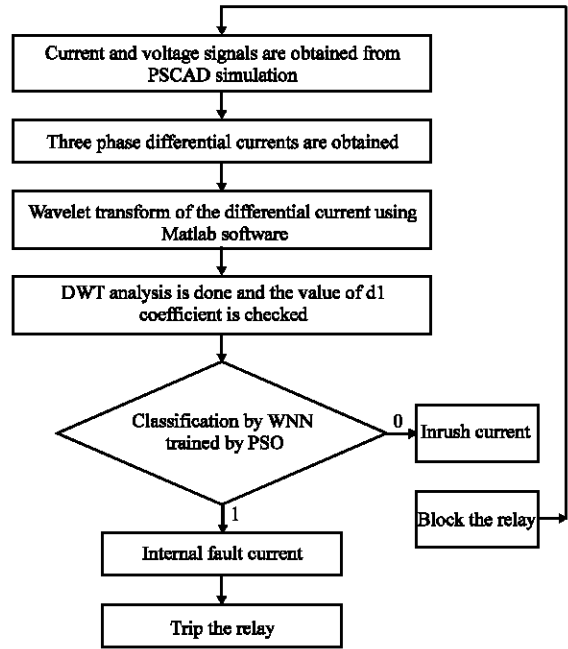 Current and voltage signals are obtained from
PSCAD simulation
Three phase differential currents are obtained
Wavelet transform of the differential current using
Matlab software
DWT analysis is done and the value of d1
coefficient is checked
Classification by WNN
trained by PSO
0
Inrush current
Block the relay
1
Internal fault current
Trip the relay